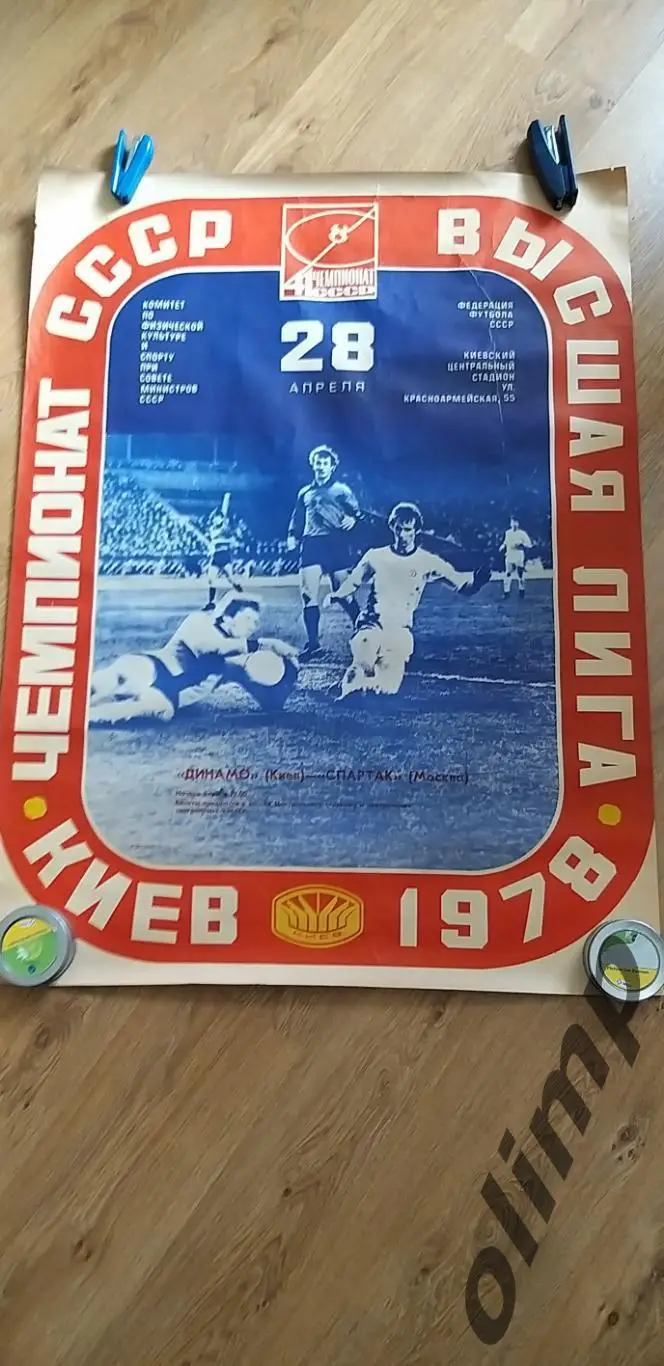 ЧЕМПИОНАТ СССР
ВЫСШАЯ ЛИГА
41 ЧЕМПИОНАТ
СССР
КОМИТЕТ
ПО
ФИЗИЧЕСКОЙ
КУЛЬТУРЕ
И
СПОРТУ
ПРИ
СОВЕТЕ
МИНИСТРОВ
СССР
28
АПРЕЛЯ
ФЕДЕРАЦИЯ
ФУТБОЛА
СССР
КИЕВСКИЙ
ЦЕНТРАЛЬНЫЙ
СТАДИОН
УЛ.
КРАСНОАРМЕЙСКАЯ, 55
«ДИНАМО» (Киев)—«СПАРТАК» (Москва)
КИЕВ
КИЕВ
1978
olimp